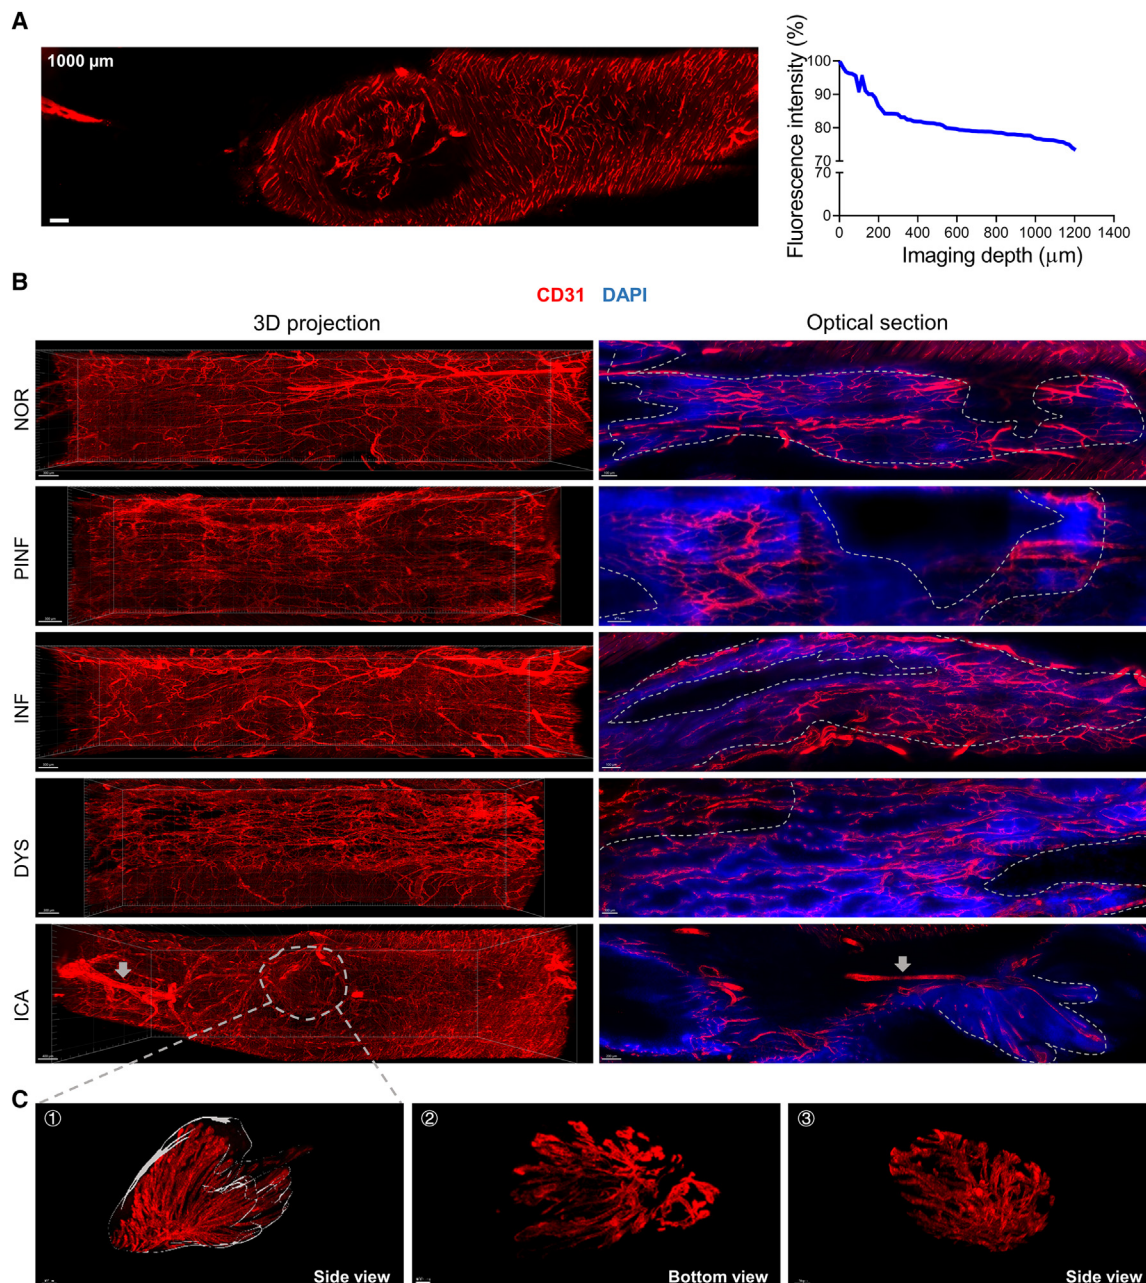 A
1000 µm
Fluorescence intensity (%)
100
90
80
70
70
0
0 200 400 600 800 1000 1200 1400
Imaging depth (µm)
B
CD31 DAPI
3D projection Optical section
NOR
PINF
INF
DYS
ICA
C
① Side view
② Bottom view
③ Side view